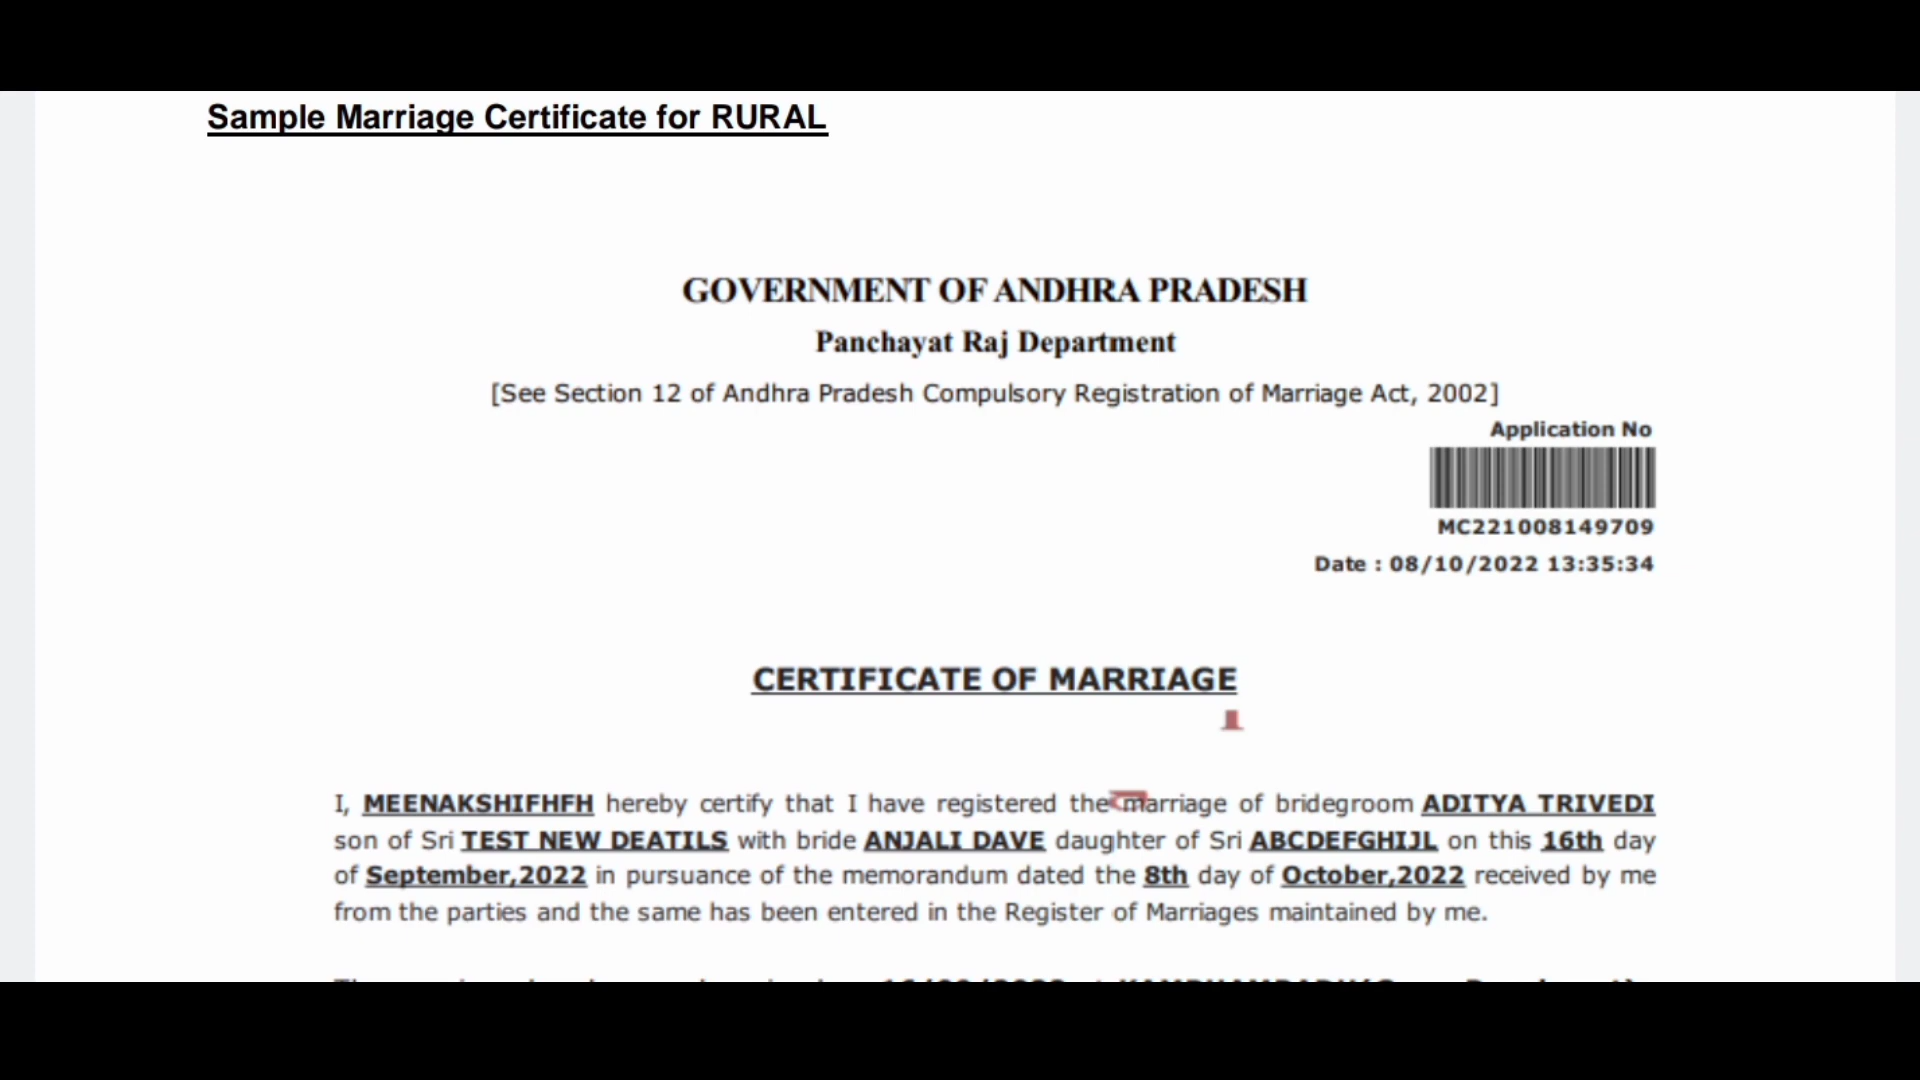 Sample Marriage Certificate for RURAL
GOVERNMENT OF ANDHRA PRADESH
Panchayat Raj Department
[See Section 12 of Andhra Pradesh Compulsory Registration of Marriage Act, 2002]
Application No
MC221008149709
Date : 08/10/2022 13:35:34
CERTIFICATE OF MARRIAGE
I, MEENAKSHIFHFH hereby certify that I have registered the marriage of bridegroom ADITYA TRIVEDI
son of Sri TEST NEW DEATILS with bride ANJALI DAVE daughter of Sri ABCDEFGHIJL on this 16th day
of September,2022 in pursuance of the memorandum dated the 8th day of October,2022 received by me
from the parties and the same has been entered in the Register of Marriages maintained by me.